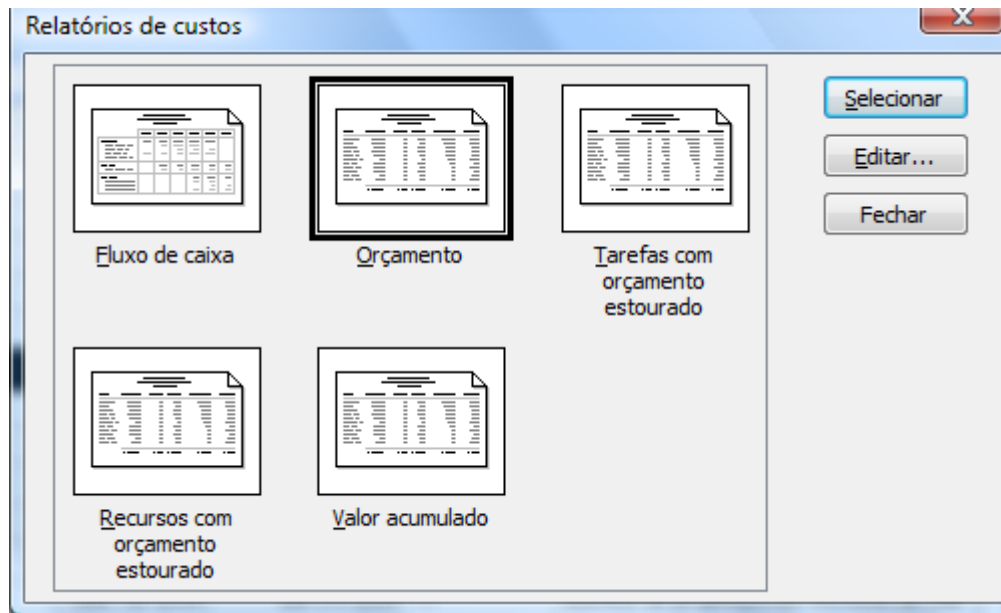 Relatórios de custos
Selecionar
Editar...
Fechar
Fluxo de caixa
Orçamento
Tarefas com
orçamento
estourado
Recursos com
orçamento
estourado
Valor acumulado